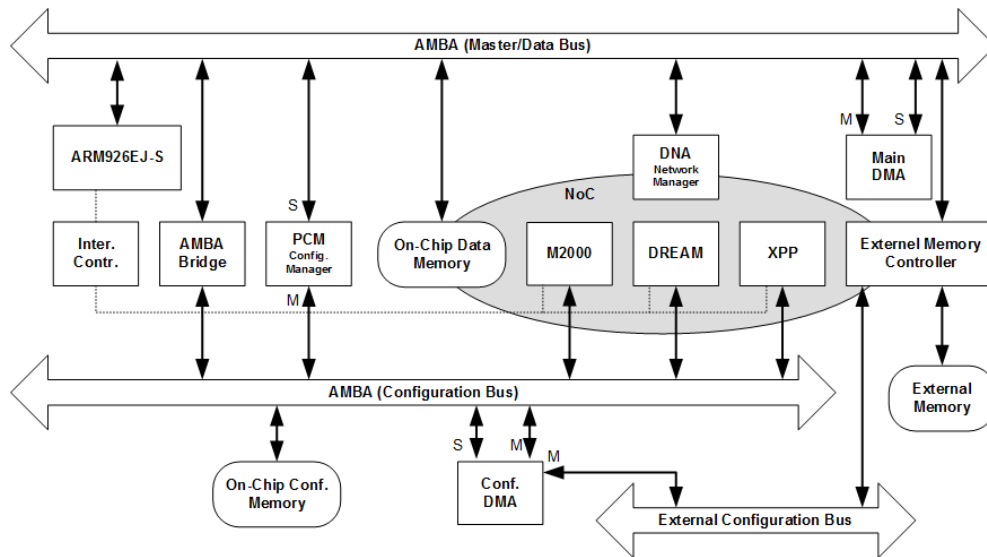 AMBA (Master/Data Bus)
M
S
ARM926EJ-S
DNA
Network
Manager
Main
DMA
NoC
S
Inter.
Contr.
AMBA
Bridge
PCM
Config.
Manager
On-Chip Data
Memory
M2000
DREAM
XPP
External Memory
Controller
M
AMBA (Configuration Bus)
External
Memory
S
M
M
On-Chip Conf.
Memory
Conf.
DMA
External Configuration Bus